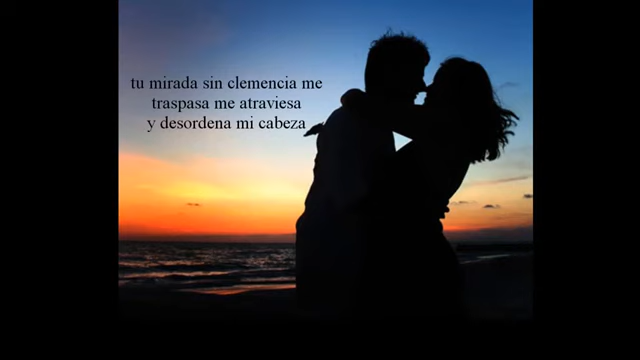 tu mirada sin clemencia me
traspasa me atraviesa
y desordena mi cabeza